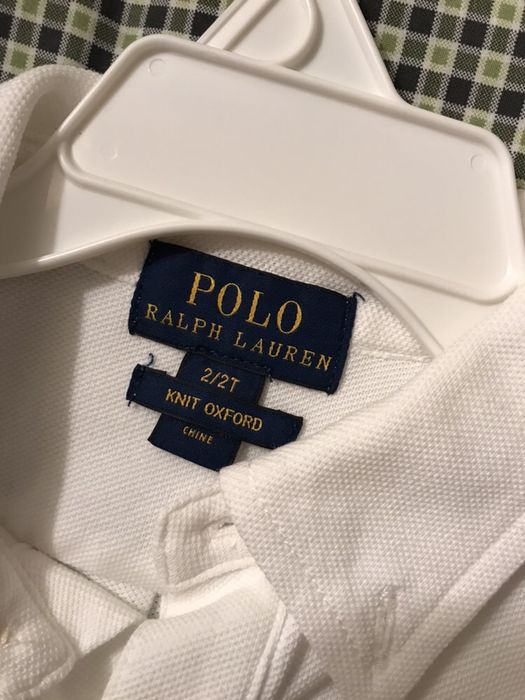 POLO
RALPH LAUREN
2/2T
KNIT OXFORD
CHINE